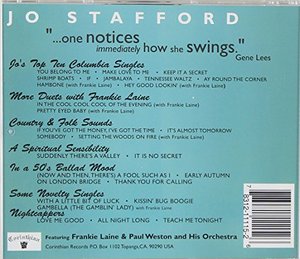 JO STAFFORD
"...one notices
immediately how she swings."
Gene Lees
Jo's Top Ten Columbia Singles
YOU BELONG TO ME • MAKE LOVE TO ME • KEEP IT A SECRET
SHRIMP BOATS • IF • JAMBALAYA • TENNESSEE WALTZ • AY ROUND THE CORNER
HAMBONE (with Frankie Laine) • HEY GOOD LOOKIN' (with Frankie Laine)
More Duets with Frankie Laine
IN THE COOL, COOL, COOL OF THE EVENING (with Frankie Laine)
PRETTY EYED BABY (with Frankie Laine)
Country & Folk Sounds
IF YOU'VE GOT THE MONEY, I'VE GOT THE TIME • IT'S ALMOST TOMORROW
SOMEBODY • SETTING THE WOODS ON FIRE (with Frankie Laine)
A Spiritual Sensibility
SUDDENLY THERE'S A VALLEY • IT IS NO SECRET
In a 50's Ballad Mood
(NOW AND THEN, THERE'S) A FOOL SUCH AS I • EARLY AUTUMN
ON LONDON BRIDGE • THANK YOU FOR CALLING
Some Novelty Singles
WITH A LITTLE BIT OF LUCK • KISSIN' BUG BOOGIE
GAMBELLA (THE GAMBLIN' LADY) (with Frankie Laine)
Nightcappers
LOVE ME GOOD • ALL NIGHT LONG • TEACH ME TONIGHT
Featuring Frankie Laine & Paul Weston and His Orchestra
Corinthian Records P.O. Box 1102 Topanga, CA. 90290 USA
Corinthian